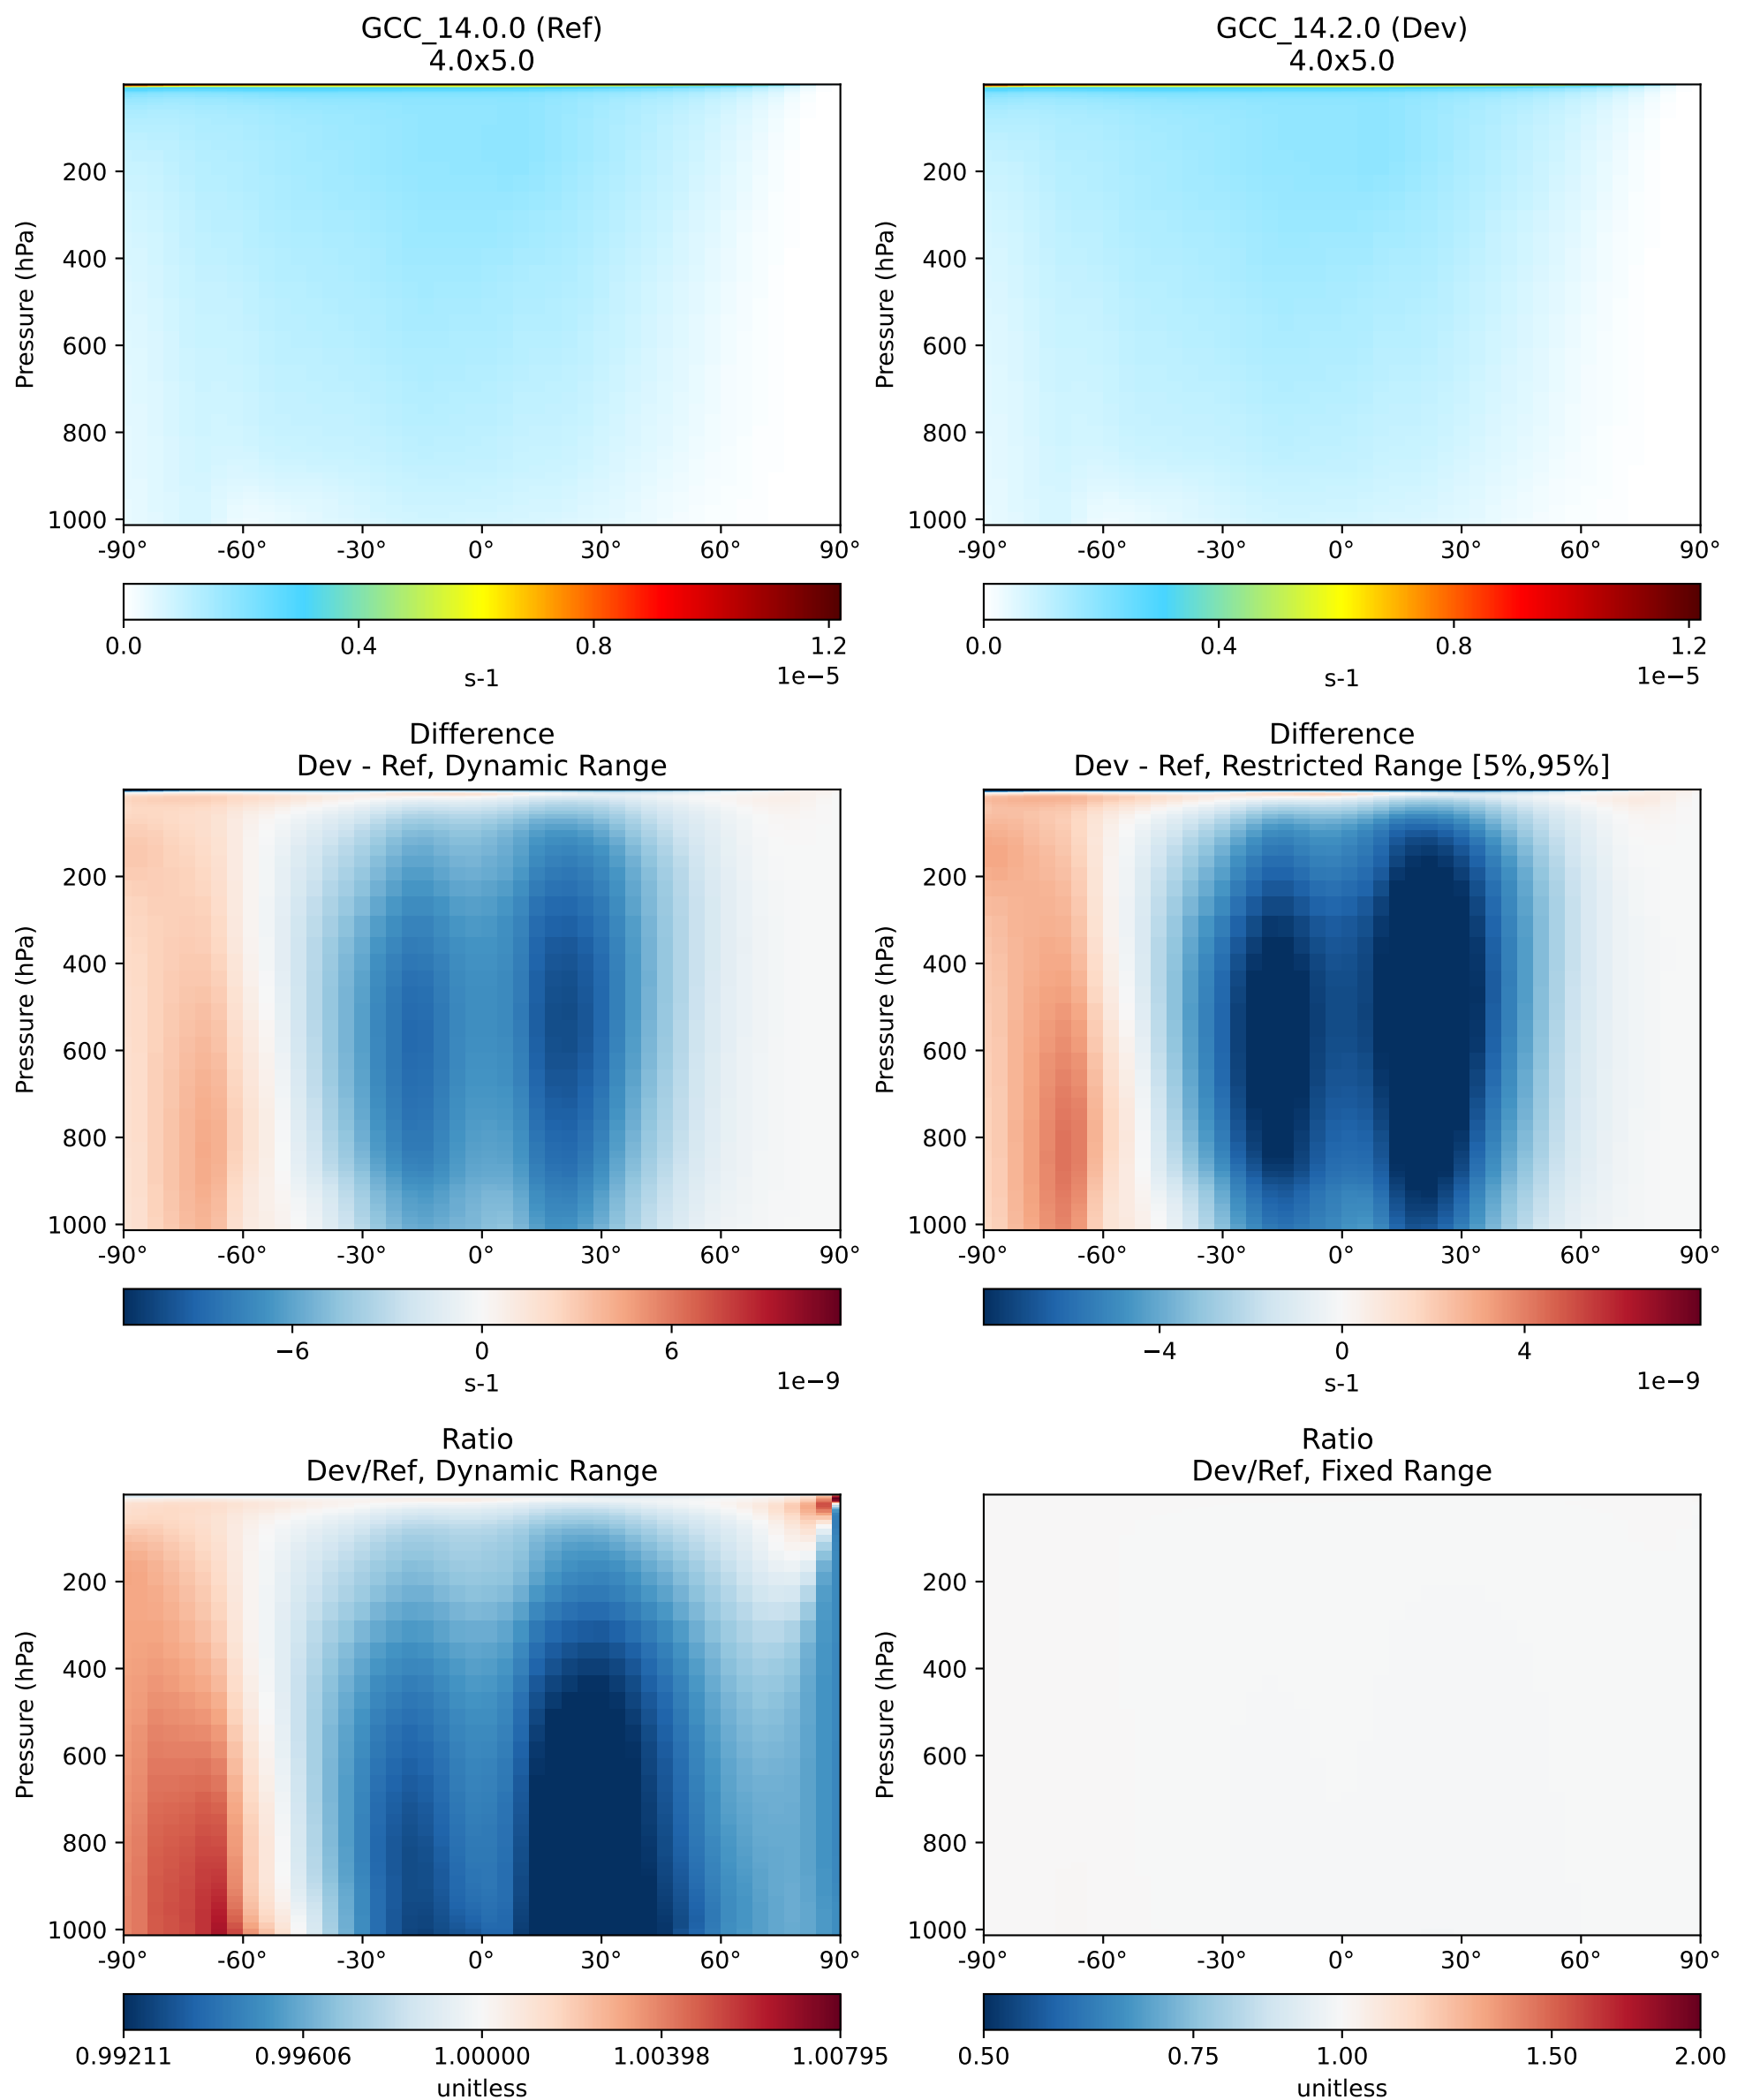 GCC_14.0.0 (Ref)
4.0x5.0
Pressure (hPa)
200
400
600
800
1000
-90° -60° -30° 0° 30° 60° 90°
0.0 0.4 0.8 1.2
s-1
1e−5
GCC_14.2.0 (Dev)
4.0x5.0
Pressure (hPa)
200
400
600
800
1000
-90° -60° -30° 0° 30° 60° 90°
0.0 0.4 0.8 1.2
s-1
1e−5
Difference
Dev - Ref, Dynamic Range
Pressure (hPa)
200
400
600
800
1000
-90° -60° -30° 0° 30° 60° 90°
−6 0 6
s-1
1e−9
Difference
Dev - Ref, Restricted Range [5%,95%]
Pressure (hPa)
200
400
600
800
1000
-90° -60° -30° 0° 30° 60° 90°
−4 0 4
s-1
1e−9
Ratio
Dev/Ref, Dynamic Range
Pressure (hPa)
200
400
600
800
1000
-90° -60° -30° 0° 30° 60° 90°
0.99211 0.99606 1.00000 1.00398 1.00795
unitless
Ratio
Dev/Ref, Fixed Range
Pressure (hPa)
200
400
600
800
1000
-90° -60° -30° 0° 30° 60° 90°
0.50 0.75 1.00 1.50 2.00
unitless